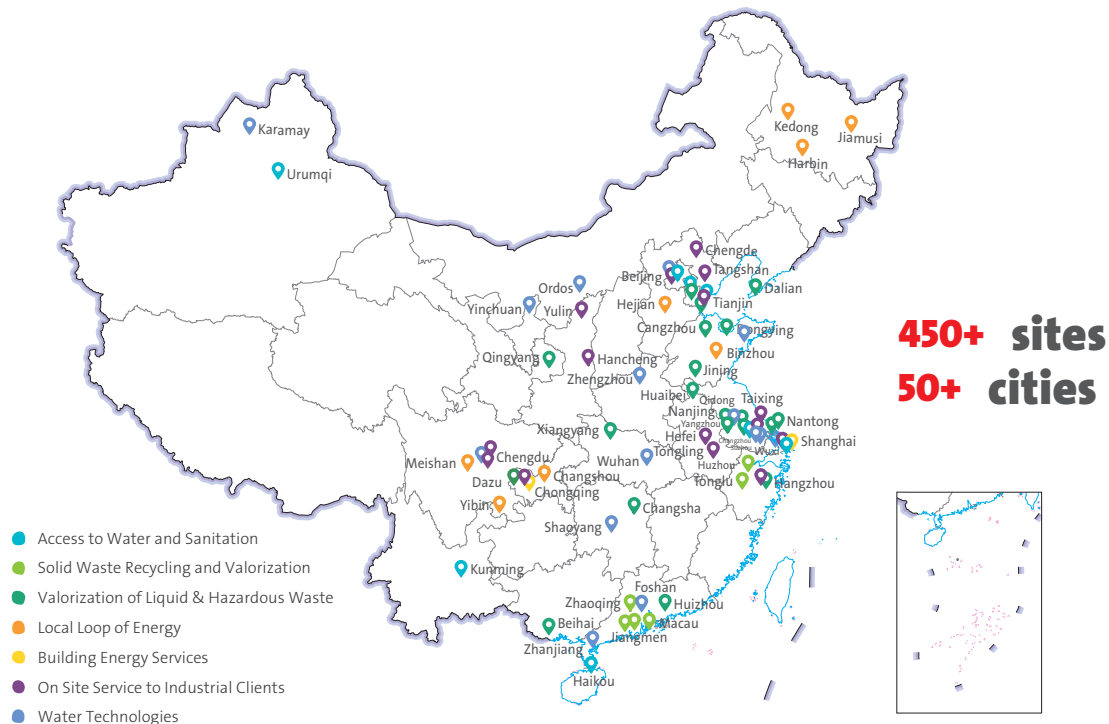 Karamay
Urumqi
Kedong
Jiamusi
Harbin
Chengde
Beijing
Tangshan
Ordos
Dalian
Yinchuan
Yulin
Hejian
Tianjin
Cangzhou
Dongying
450+ sites
Qingyang
Hancheng
Binzhou
Zhengzhou
Jining
50+ cities
Huaibei
Qidong
Taixing
Nanjing
Nantong
Yangzhou
Xiangyang
Hefei
Changzhou
Suzhou
Wuxi
Shanghai
Chengdu
Tongling
Meishan
Wuhan
Huzhou
Dazu
Changshou
Tonglu
Hangzhou
Chongqing
Yibin
Changsha
Shaoyang
Access to Water and Sanitation
Kunming
Solid Waste Recycling and Valorization
Foshan
Valorization of Liquid & Hazardous Waste
Zhaoqing
Huizhou
Local Loop of Energy
Beihai
Macau
Jiangmen
Zhanjiang
Building Energy Services
Haikou
On Site Service to Industrial Clients
Water Technologies